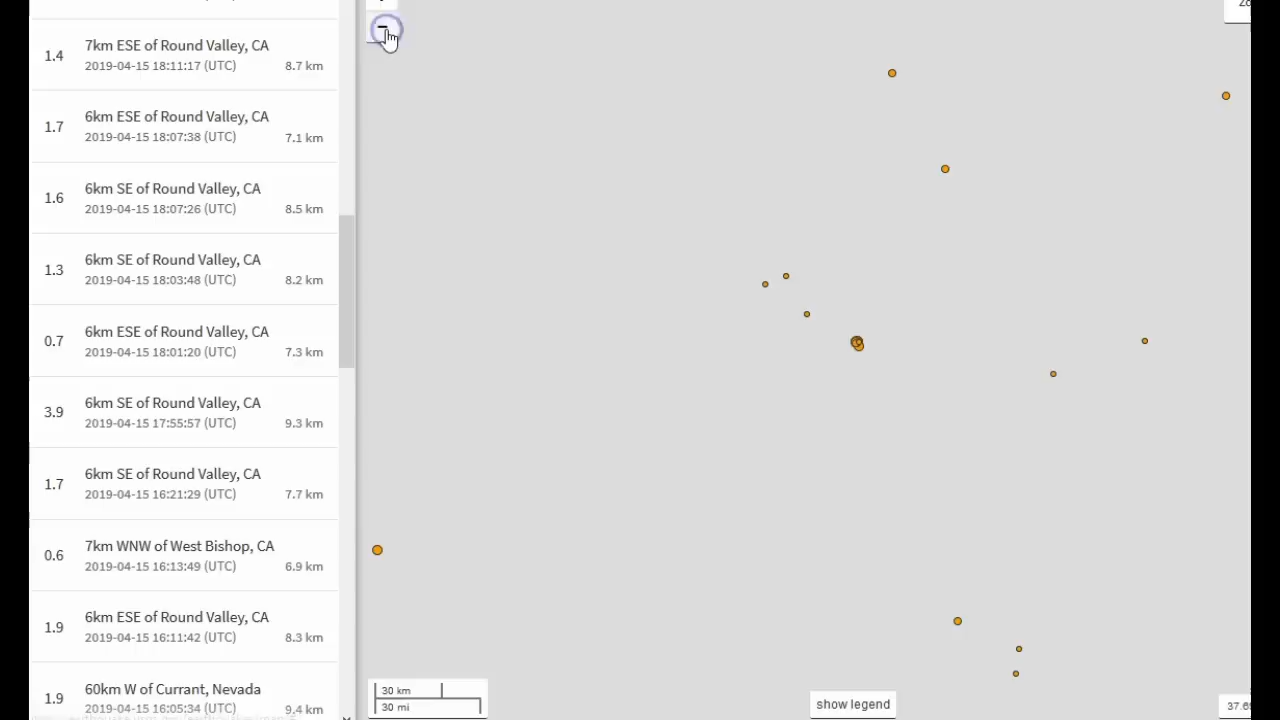 1.4
7km ESE of Round Valley, CA
2019-04-15 18:11:17 (UTC) 8.7 km
1.7
6km ESE of Round Valley, CA
2019-04-15 18:07:38 (UTC) 7.1 km
1.6
6km SE of Round Valley, CA
2019-04-15 18:07:26 (UTC) 8.5 km
1.3
6km SE of Round Valley, CA
2019-04-15 18:03:48 (UTC) 8.2 km
0.7
6km ESE of Round Valley, CA
2019-04-15 18:01:20 (UTC) 7.3 km
3.9
6km SE of Round Valley, CA
2019-04-15 17:55:57 (UTC) 9.3 km
1.7
6km SE of Round Valley, CA
2019-04-15 16:21:29 (UTC) 7.7 km
0.6
7km WNW of West Bishop, CA
2019-04-15 16:13:49 (UTC) 6.9 km
1.9
6km ESE of Round Valley, CA
2019-04-15 16:11:42 (UTC) 8.3 km
1.9
60km W of Currant, Nevada
2019-04-15 16:05:34 (UTC) 9.4 km
30 km
30 mi
show legend